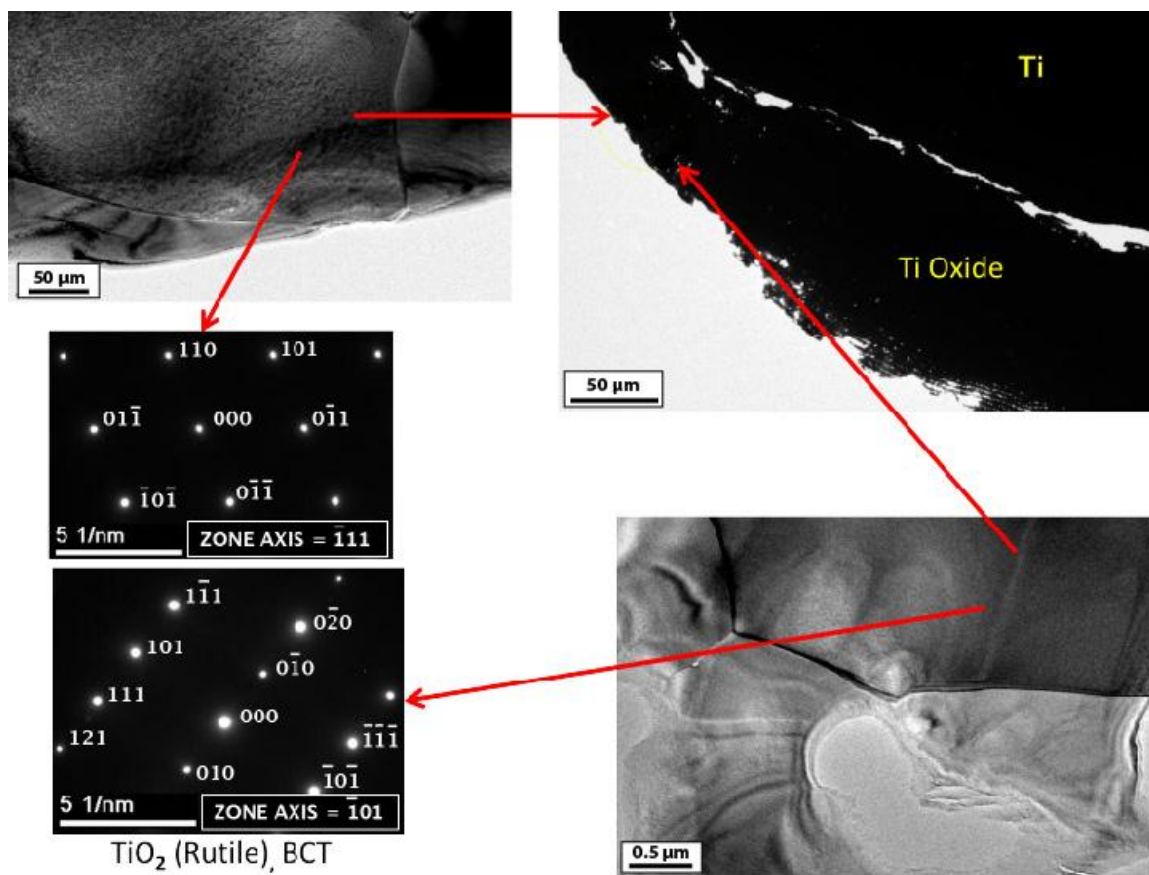 Ti
Ti Oxide
50 µm
50 µm
110 101
011̅ 000 01̅1
1̅01̅ 01̅1̅
5 1/nm
ZONE AXIS = 1̅11
11̅1
02̅0
101
01̅0
111
000
121
1̅1̅1̅
010
1̅01̅
5 1/nm
ZONE AXIS = 1̅01
TiO₂ (Rutile), BCT
0.5 µm